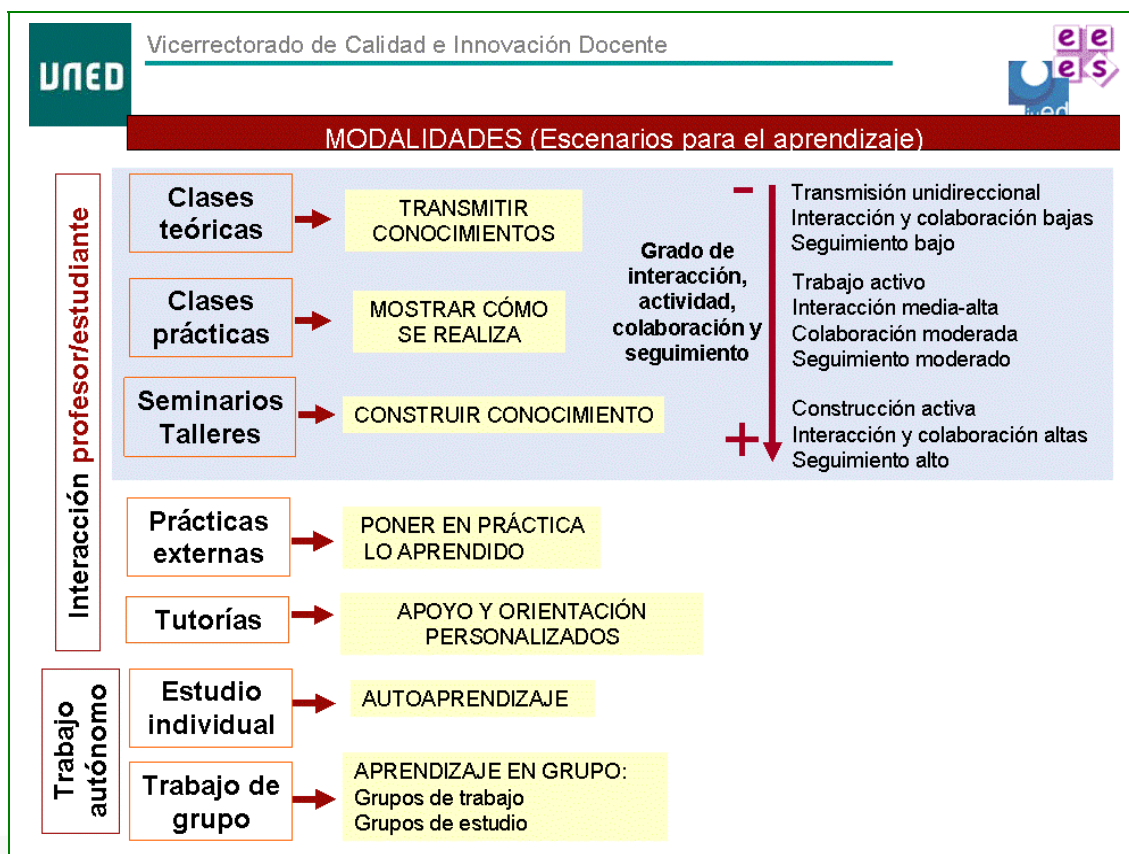 UNED
Vicerrectorado de Calidad e Innovación Docente
e e
e s
iued
MODALIDADES (Escenarios para el aprendizaje)
Interacción profesor/estudiante
Clases
teóricas
TRANSMITIR
CONOCIMIENTOS
Clases
prácticas
MOSTRAR CÓMO
SE REALIZA
Seminarios
Talleres
CONSTRUIR CONOCIMIENTO
Grado de
interacción,
actividad,
colaboración y
seguimiento
-
+
Transmisión unidireccional
Interacción y colaboración bajas
Seguimiento bajo
Trabajo activo
Interacción media-alta
Colaboración moderada
Seguimiento moderado
Construcción activa
Interacción y colaboración altas
Seguimiento alto
Prácticas
externas
PONER EN PRÁCTICA
LO APRENDIDO
Tutorías
APOYO Y ORIENTACIÓN
PERSONALIZADOS
Trabajo
autónomo
Estudio
individual
AUTOAPRENDIZAJE
Trabajo de
grupo
APRENDIZAJE EN GRUPO:
Grupos de trabajo
Grupos de estudio